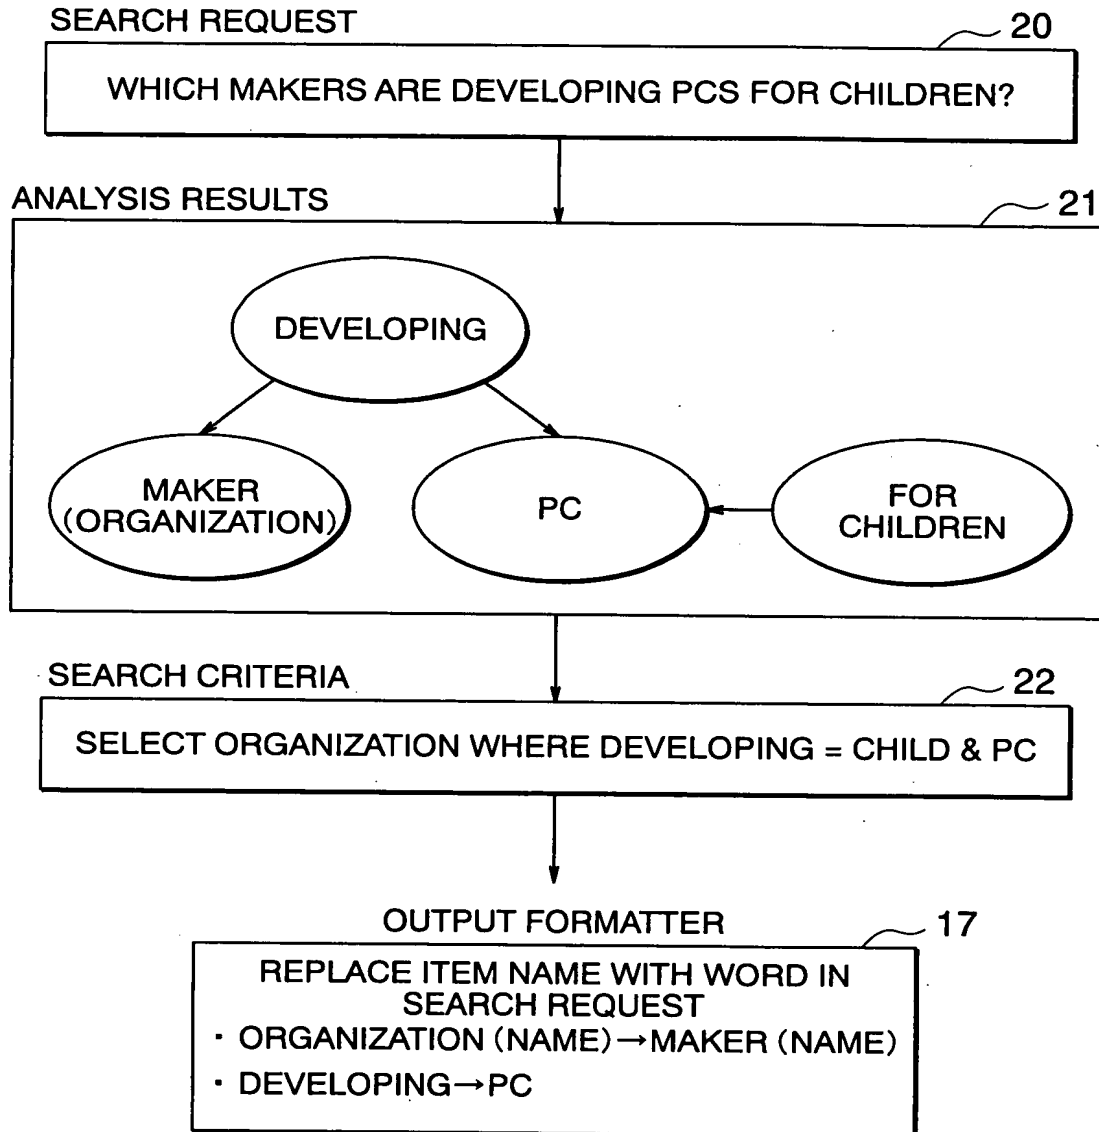 SEARCH REQUEST
20
WHICH MAKERS ARE DEVELOPING PCS FOR CHILDREN?
ANALYSIS RESULTS
21
DEVELOPING
MAKER
(ORGANIZATION)
PC
FOR
CHILDREN
SEARCH CRITERIA
22
SELECT ORGANIZATION WHERE DEVELOPING = CHILD & PC
OUTPUT FORMATTER
17
REPLACE ITEM NAME WITH WORD IN
SEARCH REQUEST
・ ORGANIZATION (NAME)→MAKER (NAME)
・ DEVELOPING→PC